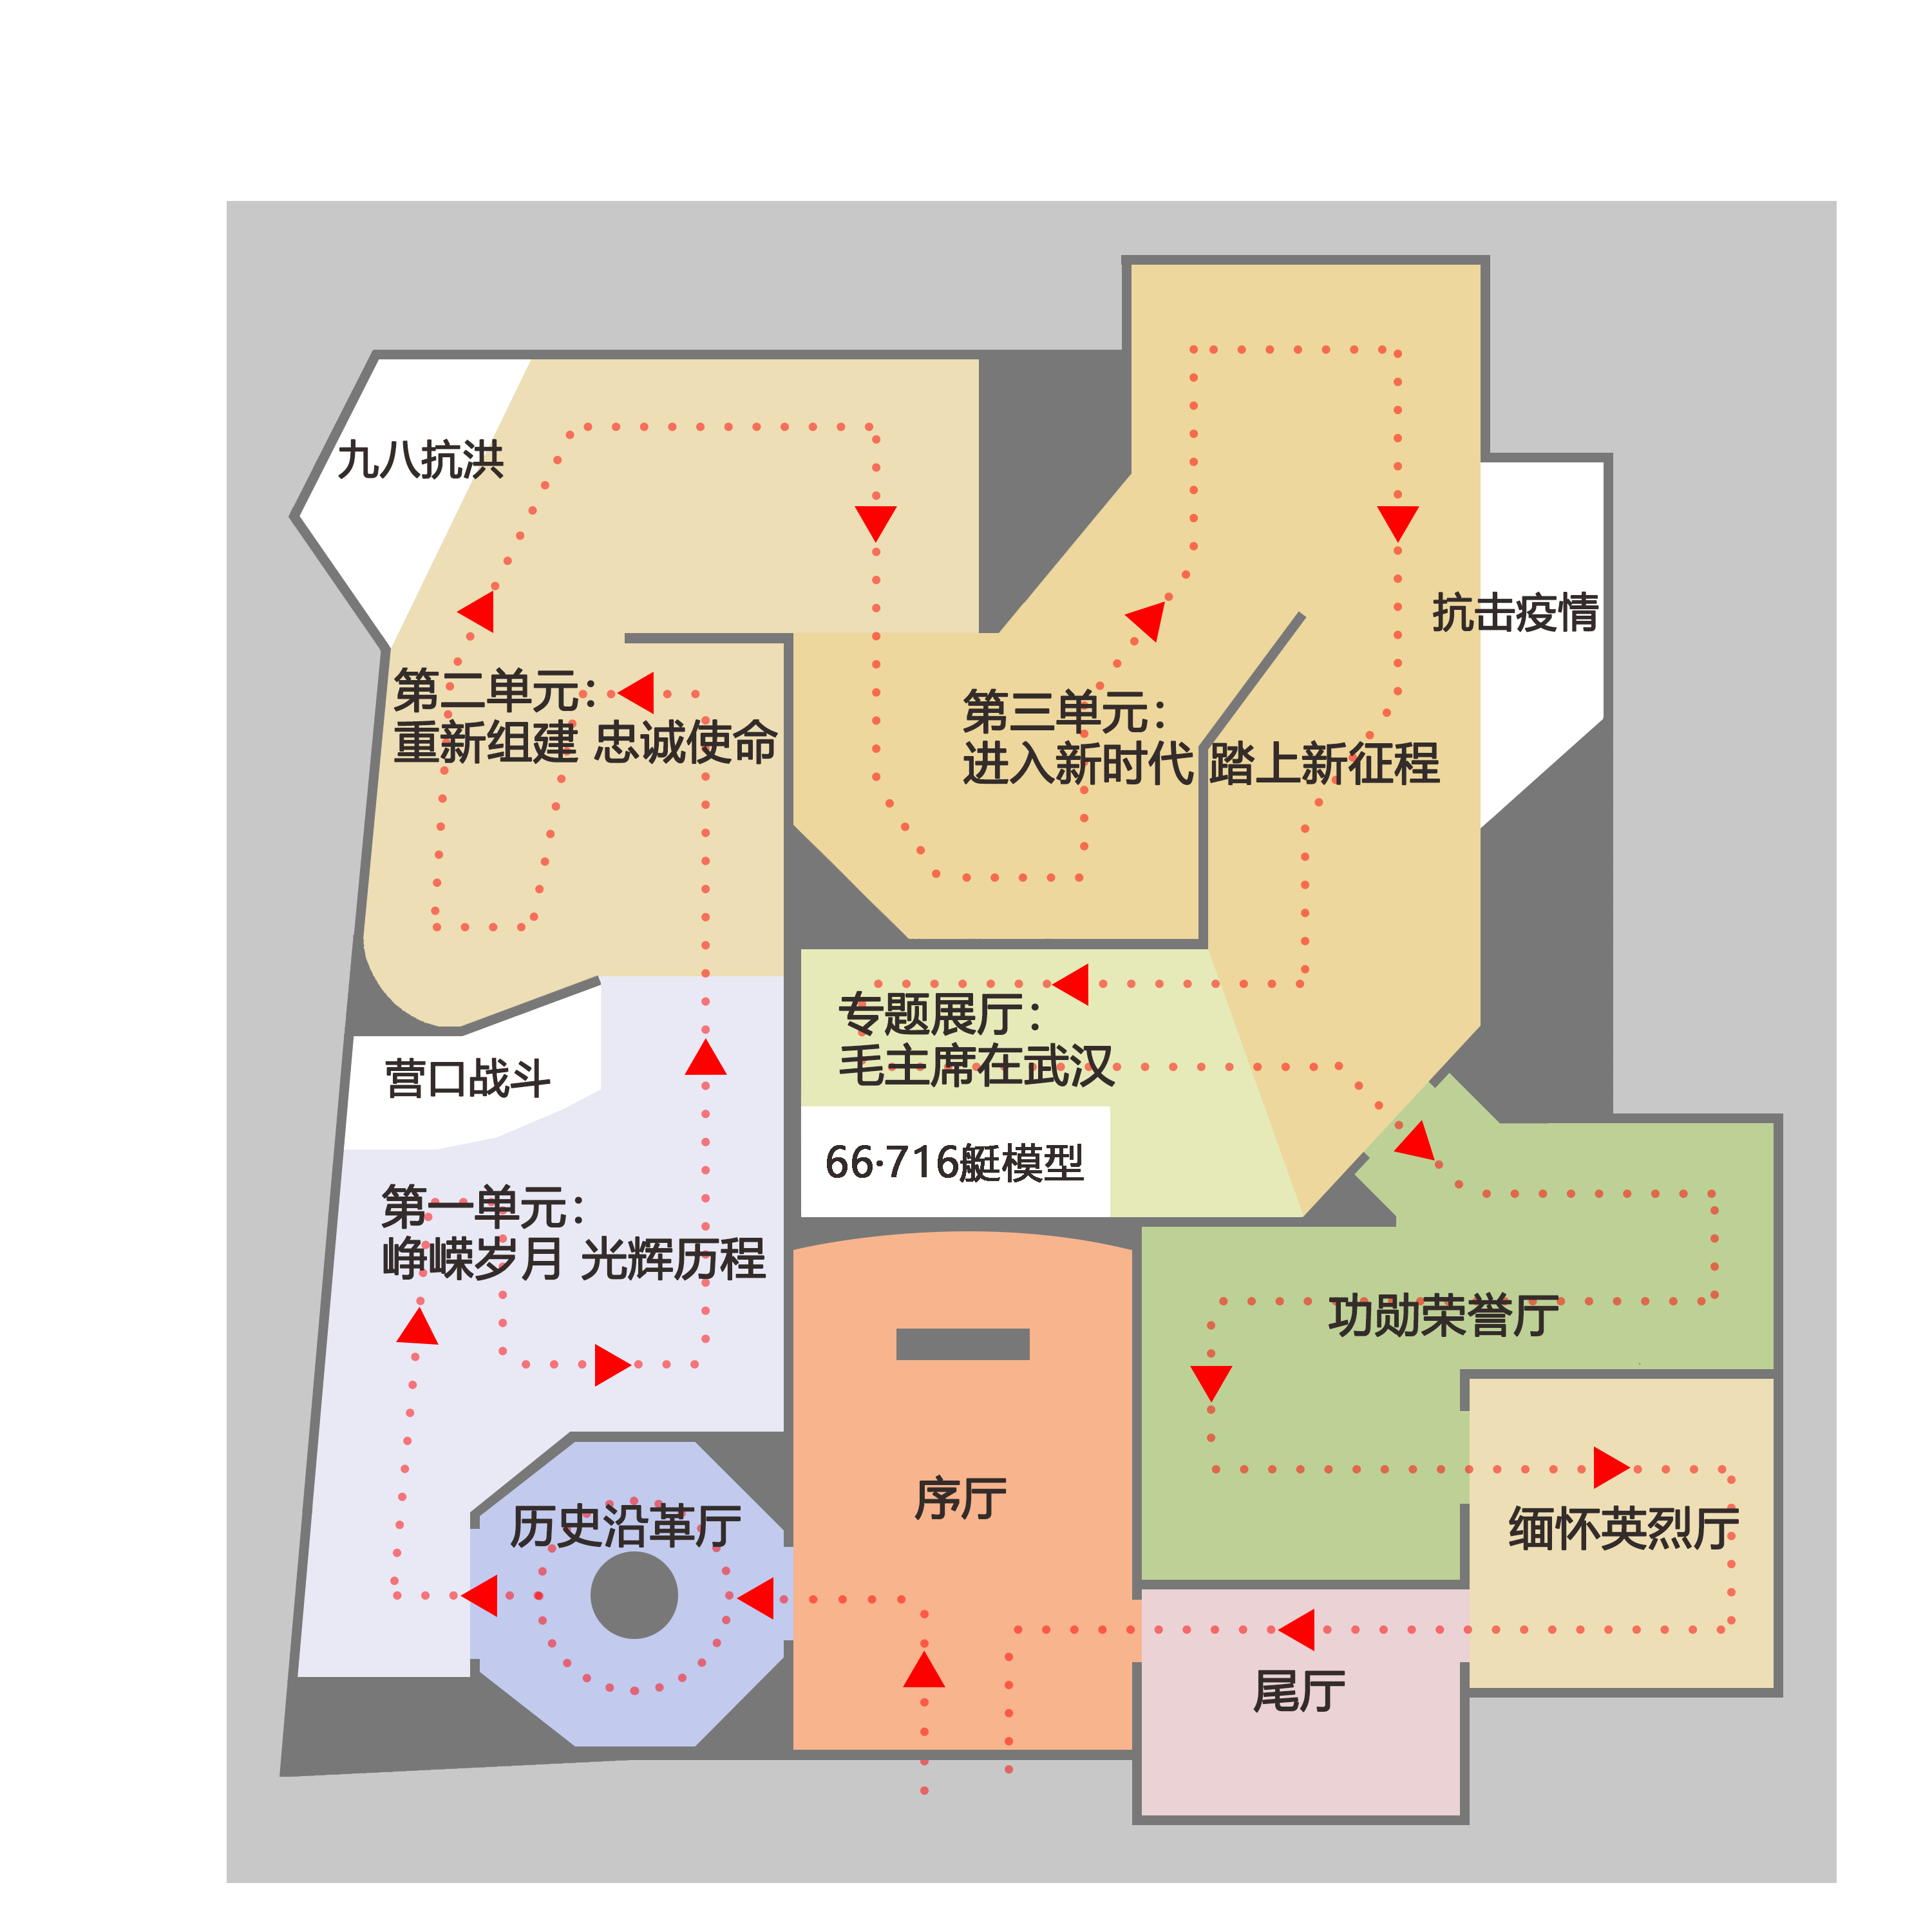 九八抗洪
抗击疫情
第二单元：
重新组建 忠诚使命
第三单元：
进入新时代 踏上新征程
专题展厅：
毛主席在武汉
营口战斗
66·716艇模型
第一单元：
峥嵘岁月 光辉历程
功勋荣誉厅
序厅
历史沿革厅
缅怀英烈厅
尾厅